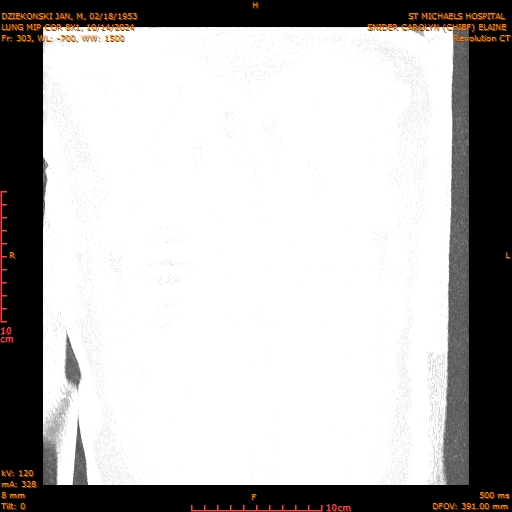 H
DZIEKONSKI JAN, M, 02/18/1953
ST MICHAELS HOSPITAL
LUNG MIP COR 8X1, 10/14/2024
SNIDER CAROLYN (CHIEF) ELAINE
Fr: 303, WL: -700, WW: 1500
Revolution CT
R
L
10
cm
kV: 120
mA: 328
8 mm
F
500 ms
Tilt: 0
10cm
DFOV: 391.00 mm